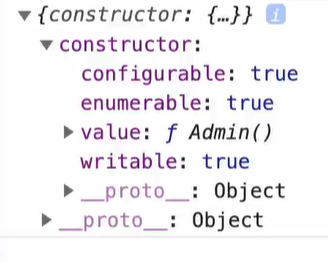 ▼{constructor: {…}} i
▼constructor:
configurable: true
enumerable: true
▶value: ƒ Admin()
writable: true
▶__proto__: Object
▶__proto__: Object